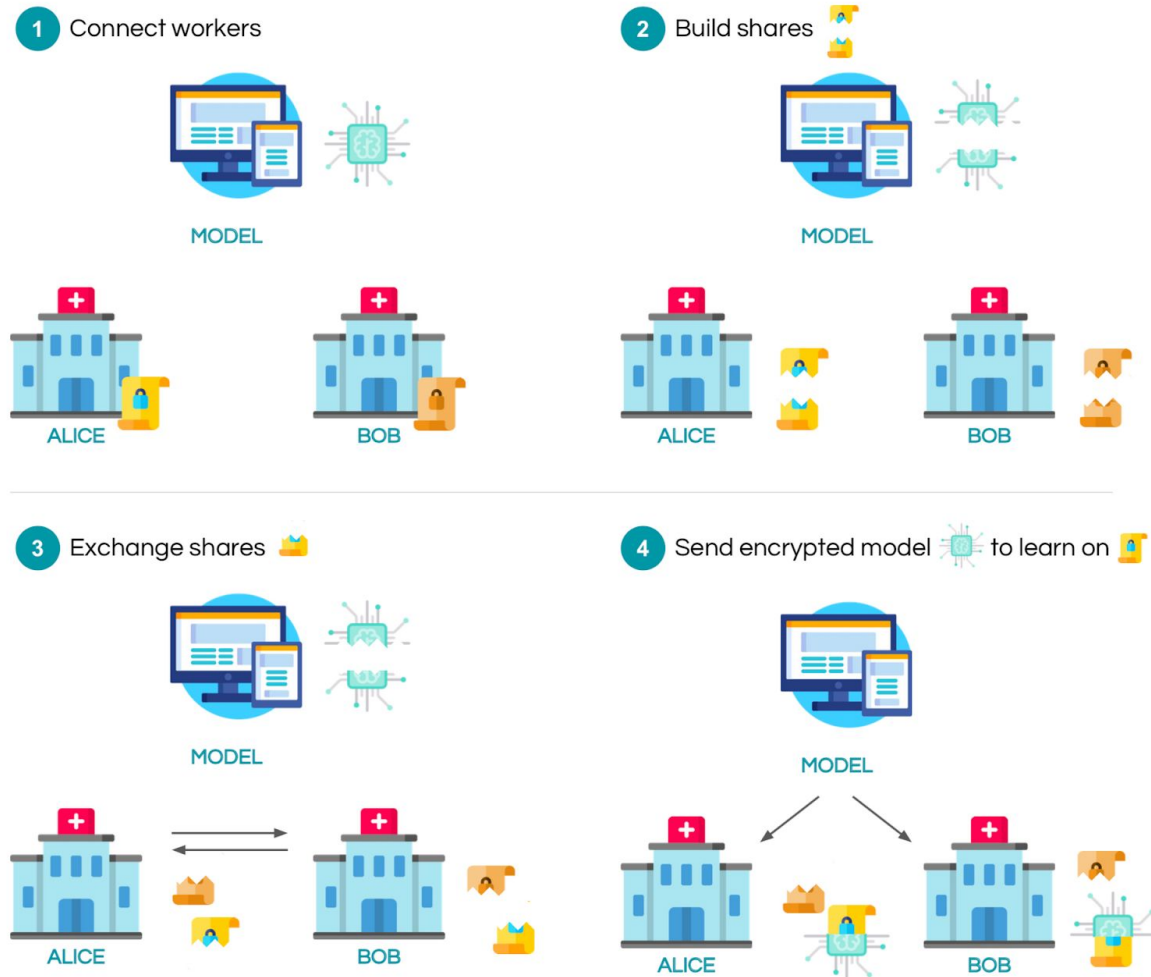 1 Connect workers
MODEL
ALICE
BOB
2 Build shares
MODEL
ALICE
BOB
3 Exchange shares
MODEL
ALICE
BOB
4 Send encrypted model to learn on
MODEL
ALICE
BOB